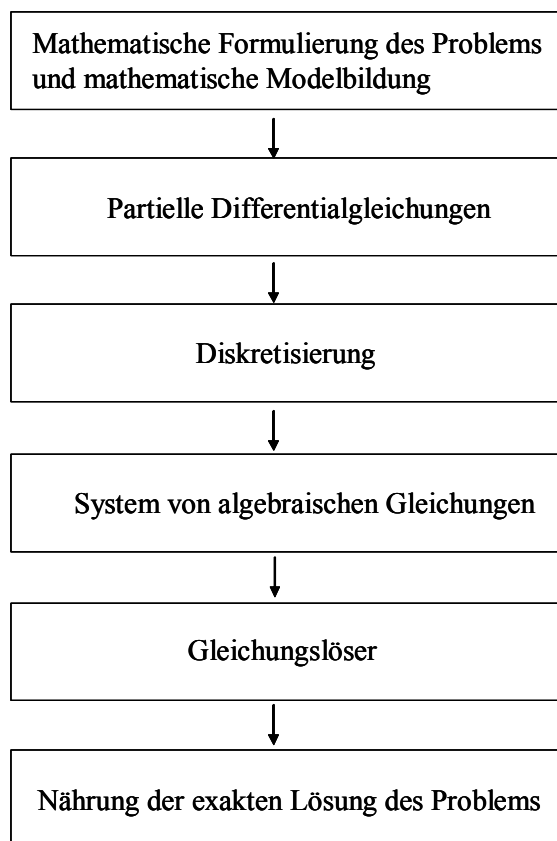 Mathematische Formulierung des Problems
und mathematische Modelbildung
Partielle Differentialgleichungen
Diskretisierung
System von algebraischen Gleichungen
Gleichungslöser
Nährung der exakten Lösung des Problems